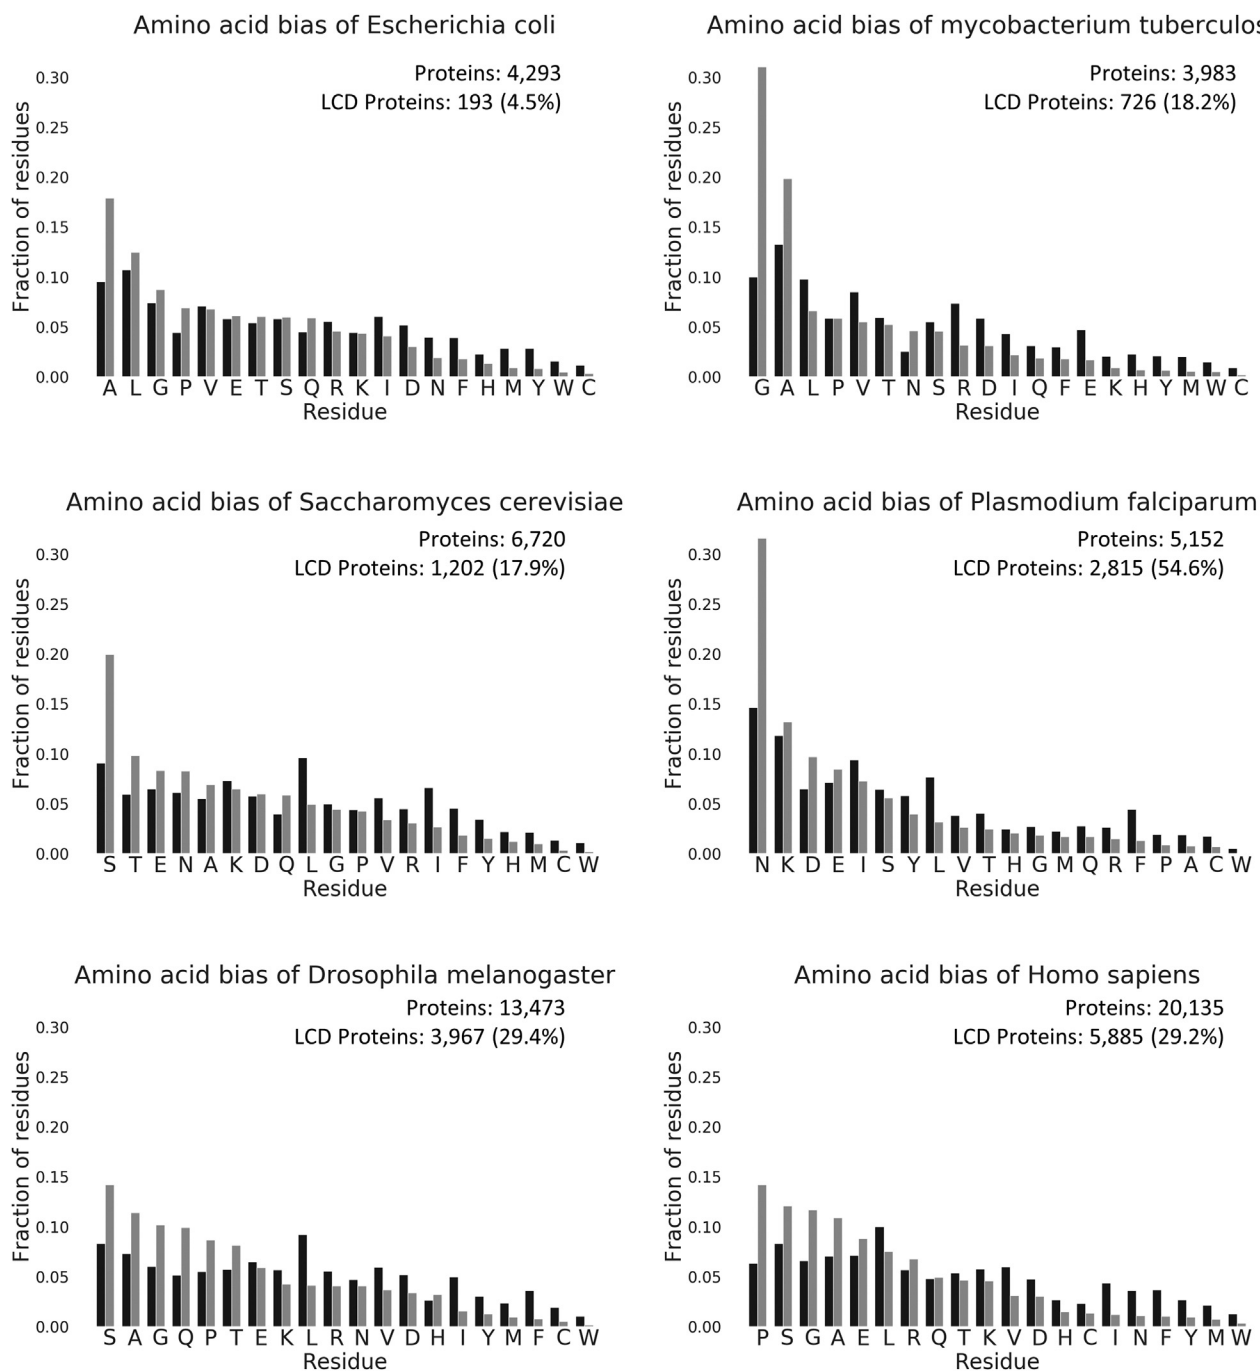 Amino acid bias of Escherichia coli
Proteins: 4,293
LCD Proteins: 193 (4.5%)
Fraction of residues
0.30
0.25
0.20
0.15
0.10
0.05
0.00
A L G P V E T S Q R K I D N F H M Y W C
Residue
Amino acid bias of mycobacterium tuberculos
Proteins: 3,983
LCD Proteins: 726 (18.2%)
Fraction of residues
0.30
0.25
0.20
0.15
0.10
0.05
0.00
G A L P V T N S R D I Q F E K H Y M W C
Residue
Amino acid bias of Saccharomyces cerevisiae
Proteins: 6,720
LCD Proteins: 1,202 (17.9%)
Fraction of residues
0.30
0.25
0.20
0.15
0.10
0.05
0.00
S T E N A K D Q L G P V R I F Y H M C W
Residue
Amino acid bias of Plasmodium falciparum
Proteins: 5,152
LCD Proteins: 2,815 (54.6%)
Fraction of residues
0.30
0.25
0.20
0.15
0.10
0.05
0.00
N K D E I S Y L V T H G M Q R F P A C W
Residue
Amino acid bias of Drosophila melanogaster
Proteins: 13,473
LCD Proteins: 3,967 (29.4%)
Fraction of residues
0.30
0.25
0.20
0.15
0.10
0.05
0.00
S A G Q P T E K L R N V D H I Y M F C W
Residue
Amino acid bias of Homo sapiens
Proteins: 20,135
LCD Proteins: 5,885 (29.2%)
Fraction of residues
0.30
0.25
0.20
0.15
0.10
0.05
0.00
P S G A E L R Q T K V D H C I N F Y M W
Residue